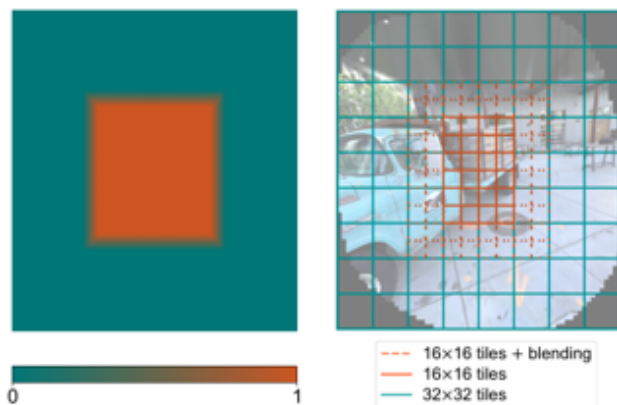 0
1
16×16 tiles + blending
16×16 tiles
32×32 tiles